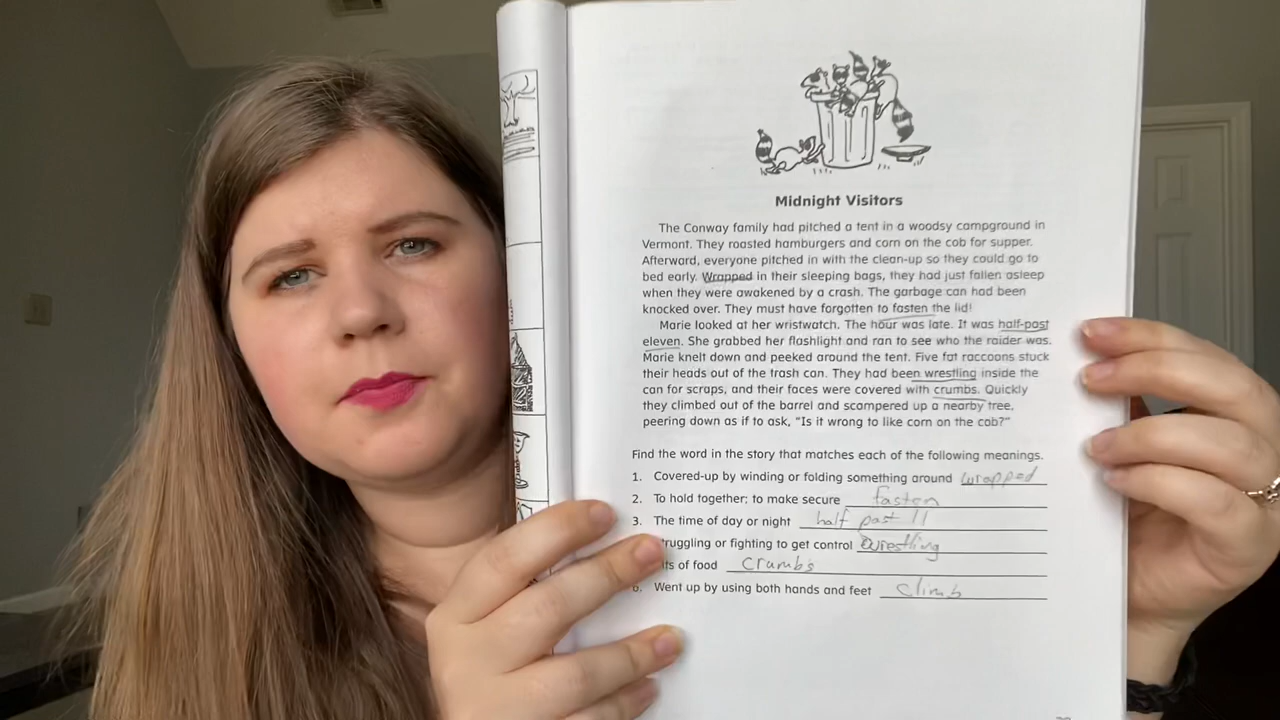 Midnight Visitors
The Conway family had pitched a tent in a woodsy campground in
Vermont. They roasted hamburgers and corn on the cob for supper.
Afterward, everyone pitched in with the clean-up so they could go to
bed early. Wrapped in their sleeping bags, they had just fallen asleep
when they were awakened by a crash. The garbage can had been
knocked over. They must have forgotten to fasten the lid!
Marie looked at her wristwatch. The hour was late. It was half-past
eleven. She grabbed her flashlight and ran to see who the raider was.
Marie knelt down and peeked around the tent. Five fat raccoons stuck
their heads out of the trash can. They had been wrestling inside the
can for scraps, and their faces were covered with crumbs. Quickly
they climbed out of the barrel and scampered up a nearby tree,
peering down as if to ask, "Is it wrong to like corn on the cob?"
Find the word in the story that matches each of the following meanings.
1. Covered-up by winding or folding something around wrapped
2. To hold together; to make secure fasten
3. The time of day or night half past 11
truggling or fighting to get control wrestling
its of food crumbs
6. Went up by using both hands and feet climb